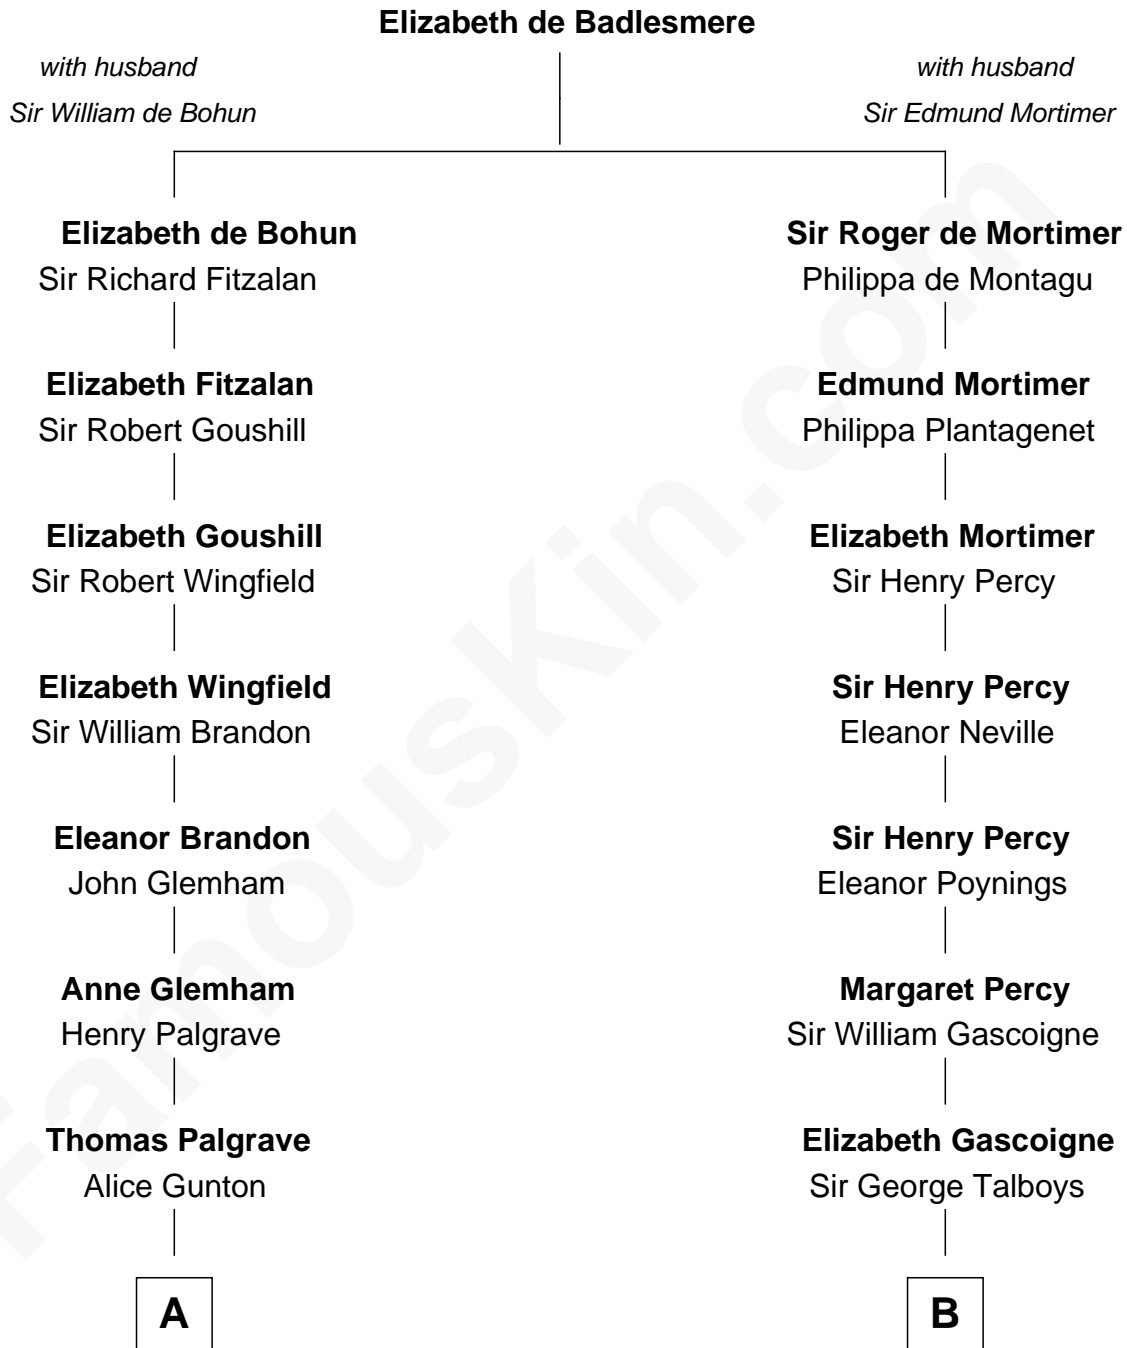 Elizabeth de Badlesmere
with husband
Sir William de Bohun
with husband
Sir Edmund Mortimer
Elizabeth de Bohun
Sir Richard Fitzalan
Sir Roger de Mortimer
Philippa de Montagu
Elizabeth Fitzalan
Sir Robert Goushill
Edmund Mortimer
Philippa Plantagenet
Elizabeth Goushill
Sir Robert Wingfield
Elizabeth Mortimer
Sir Henry Percy
Elizabeth Wingfield
Sir William Brandon
Sir Henry Percy
Eleanor Neville
Eleanor Brandon
John Glemham
Sir Henry Percy
Eleanor Poynings
Anne Glemham
Henry Palgrave
Margaret Percy
Sir William Gascoigne
Thomas Palgrave
Alice Gunton
Elizabeth Gascoigne
Sir George Talboys
A
B
FamousKin.com